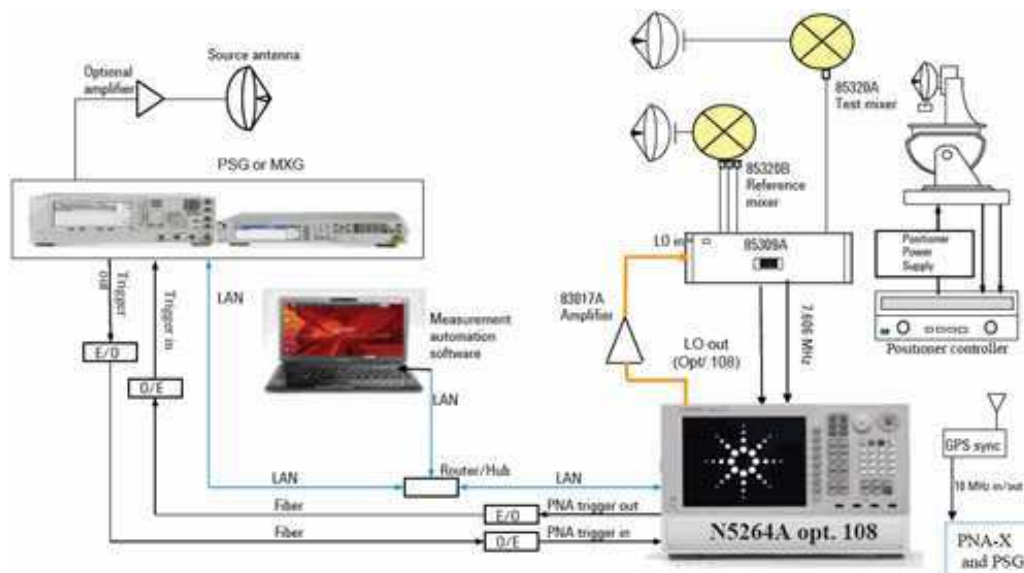 Source antenna
Optional
amplifier
PSG or MXG
85320A
Test mixer
85320B
Reference
mixer
LO in
85309A
Positioner
Power
Supply
Positioner controller
83017A
Amplifier
LO out
(Opt/ 108)
7.606 MHz
Trigger
out
Trigger in
LAN
Measurement
automation
software
LAN
E/O
O/E
GPS sync
10 MHz in/out
Router/Hub
LAN
LAN
Fiber
E/O
PNA trigger out
Fiber
O/E
PNA trigger in
N5264A opt. 108
PNA-X
and PSG